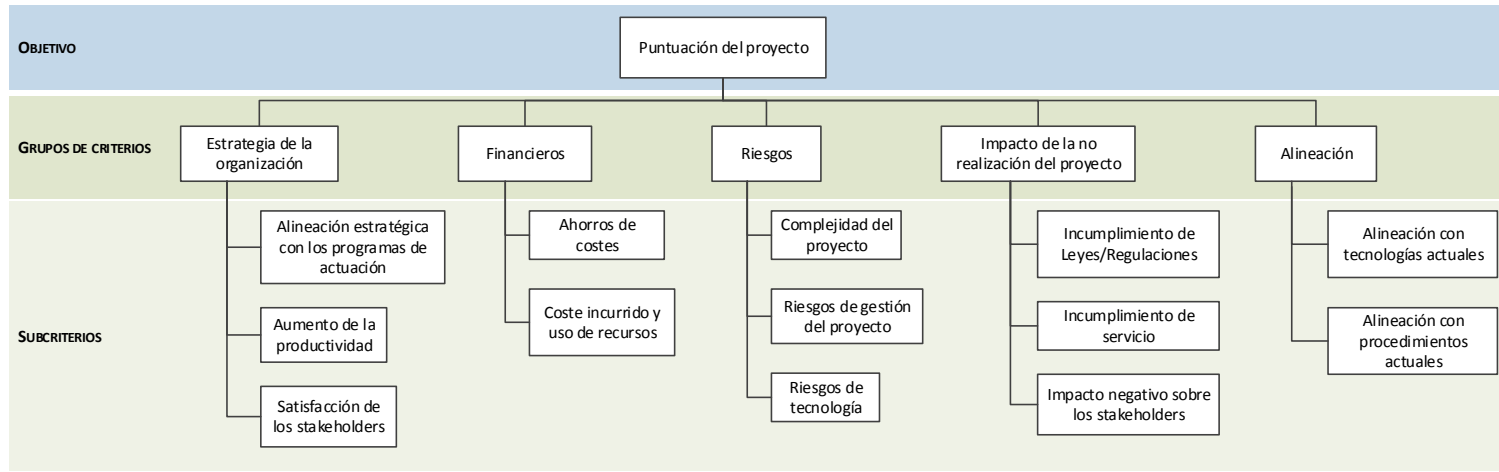 OBJETIVO
Puntuación del proyecto
GRUPOS DE CRITERIOS
Estrategia de la
organización
Financieros
Riesgos
Impacto de la no
realización del proyecto
Alineación
SUBCRITERIOS
Alineación estratégica
con los programas de
actuación
Aumento de la
productividad
Satisfacción de
los stakeholders
Ahorros de
costes
Coste incurrido y
uso de recursos
Complejidad del
proyecto
Riesgos de gestión
del proyecto
Riesgos de
tecnología
Incumplimiento de
Leyes/Regulaciones
Incumplimiento de
servicio
Impacto negativo sobre
los stakeholders
Alineación con
tecnologías actuales
Alineación con
procedimientos
actuales